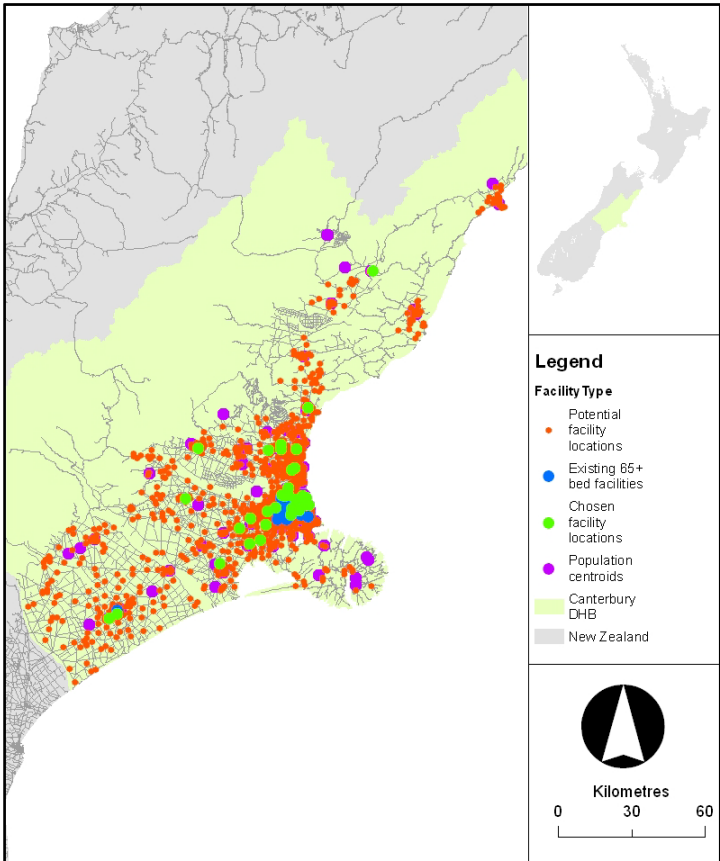 Legend
Facility Type
Potential
facility
locations
Existing 65+
bed facilities
Chosen
facility
locations
Population
centroids
Canterbury
DHB
New Zealand
Kilometres
0 30 60